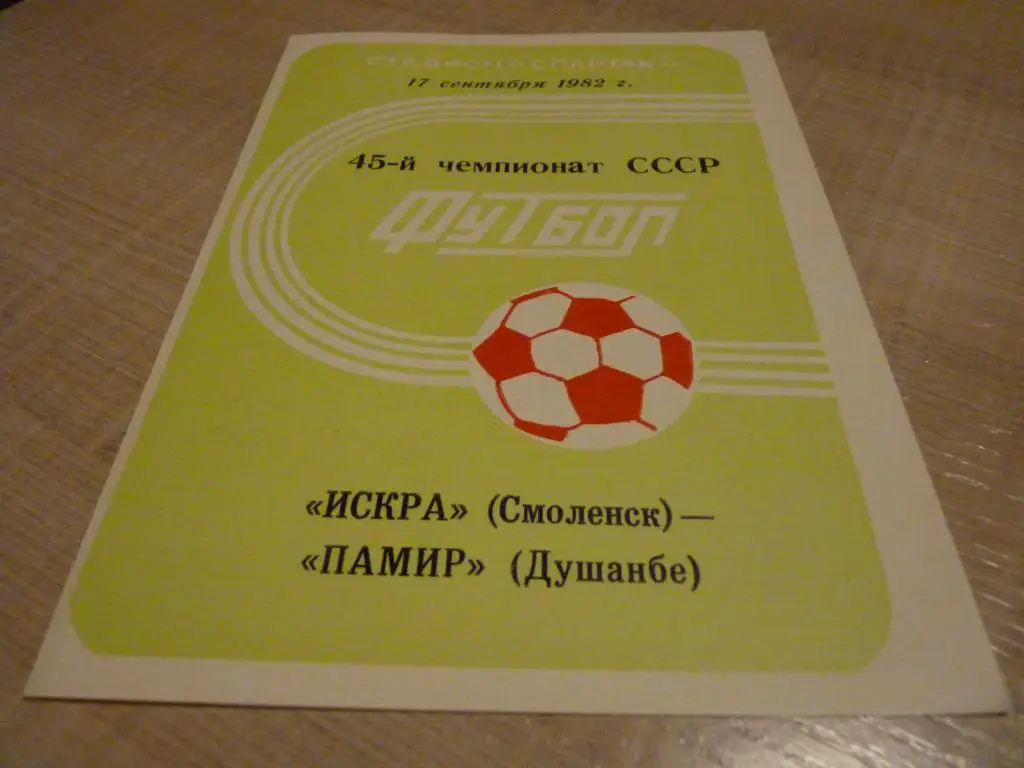 СТАДИОН «СПАРТАК»
17 сентября 1982 г.
45-й чемпионат СССР
ФУТБОЛ
«ИСКРА» (Смоленск) —
«ПАМИР» (Душанбе)